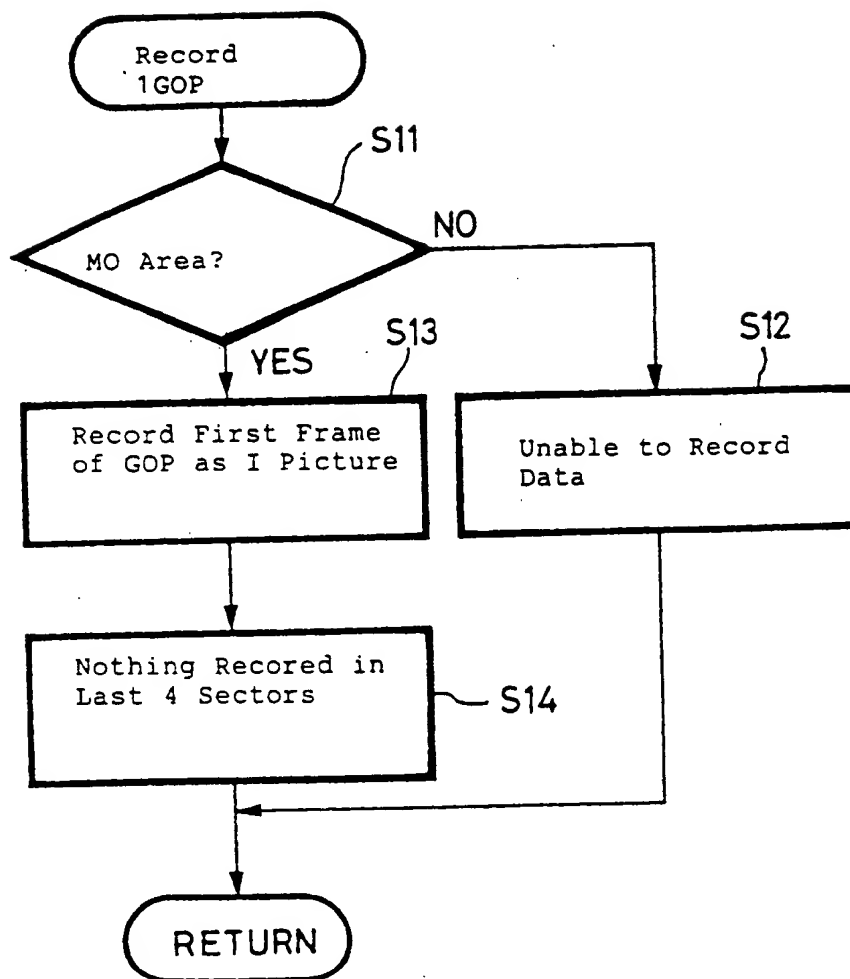 Record
1GOP
S11
MO Area?
NO
YES
S13
S12
Record First Frame
of GOP as I Picture
Unable to Record
Data
Nothing Recored in
Last 4 Sectors
S14
RETURN